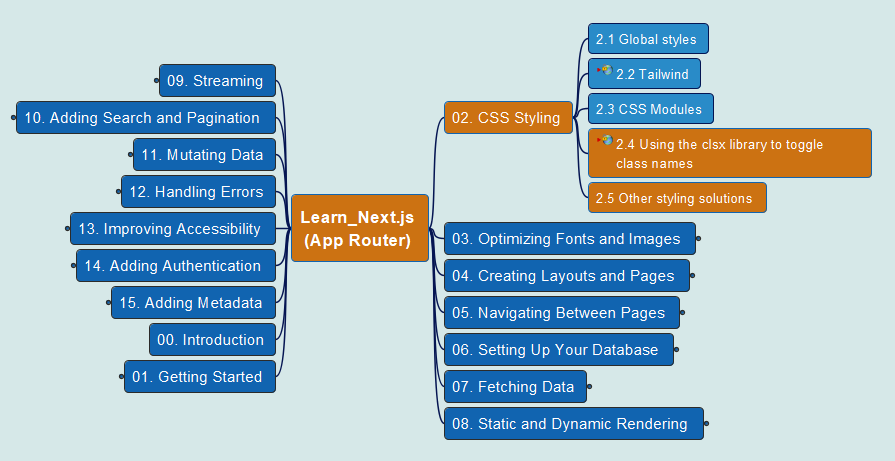 Learn_Next.js
(App Router)
02. CSS Styling
2.1 Global styles
2.2 Tailwind
2.3 CSS Modules
2.4 Using the clsx library to toggle
class names
2.5 Other styling solutions
03. Optimizing Fonts and Images
04. Creating Layouts and Pages
05. Navigating Between Pages
06. Setting Up Your Database
07. Fetching Data
08. Static and Dynamic Rendering
09. Streaming
10. Adding Search and Pagination
11. Mutating Data
12. Handling Errors
13. Improving Accessibility
14. Adding Authentication
15. Adding Metadata
00. Introduction
01. Getting Started